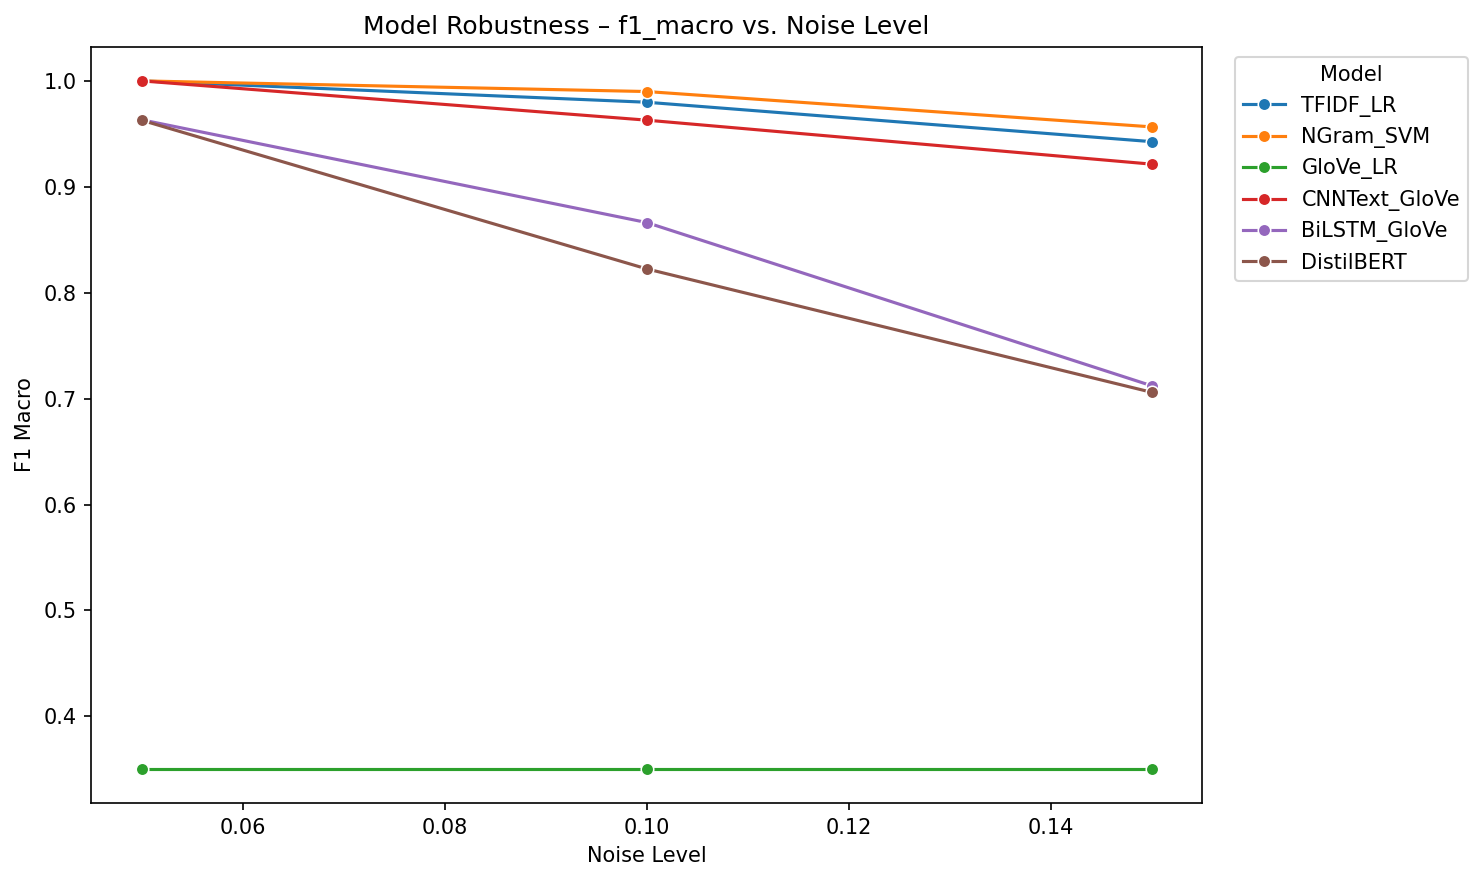 Model Robustness – f1_macro vs. Noise Level
1.0
0.9
0.8
0.7
0.6
0.5
0.4
F1 Macro
0.06
0.08
0.10
0.12
0.14
Noise Level
Model
TFIDF_LR
NGram_SVM
GloVe_LR
CNNText_GloVe
BiLSTM_GloVe
DistilBERT